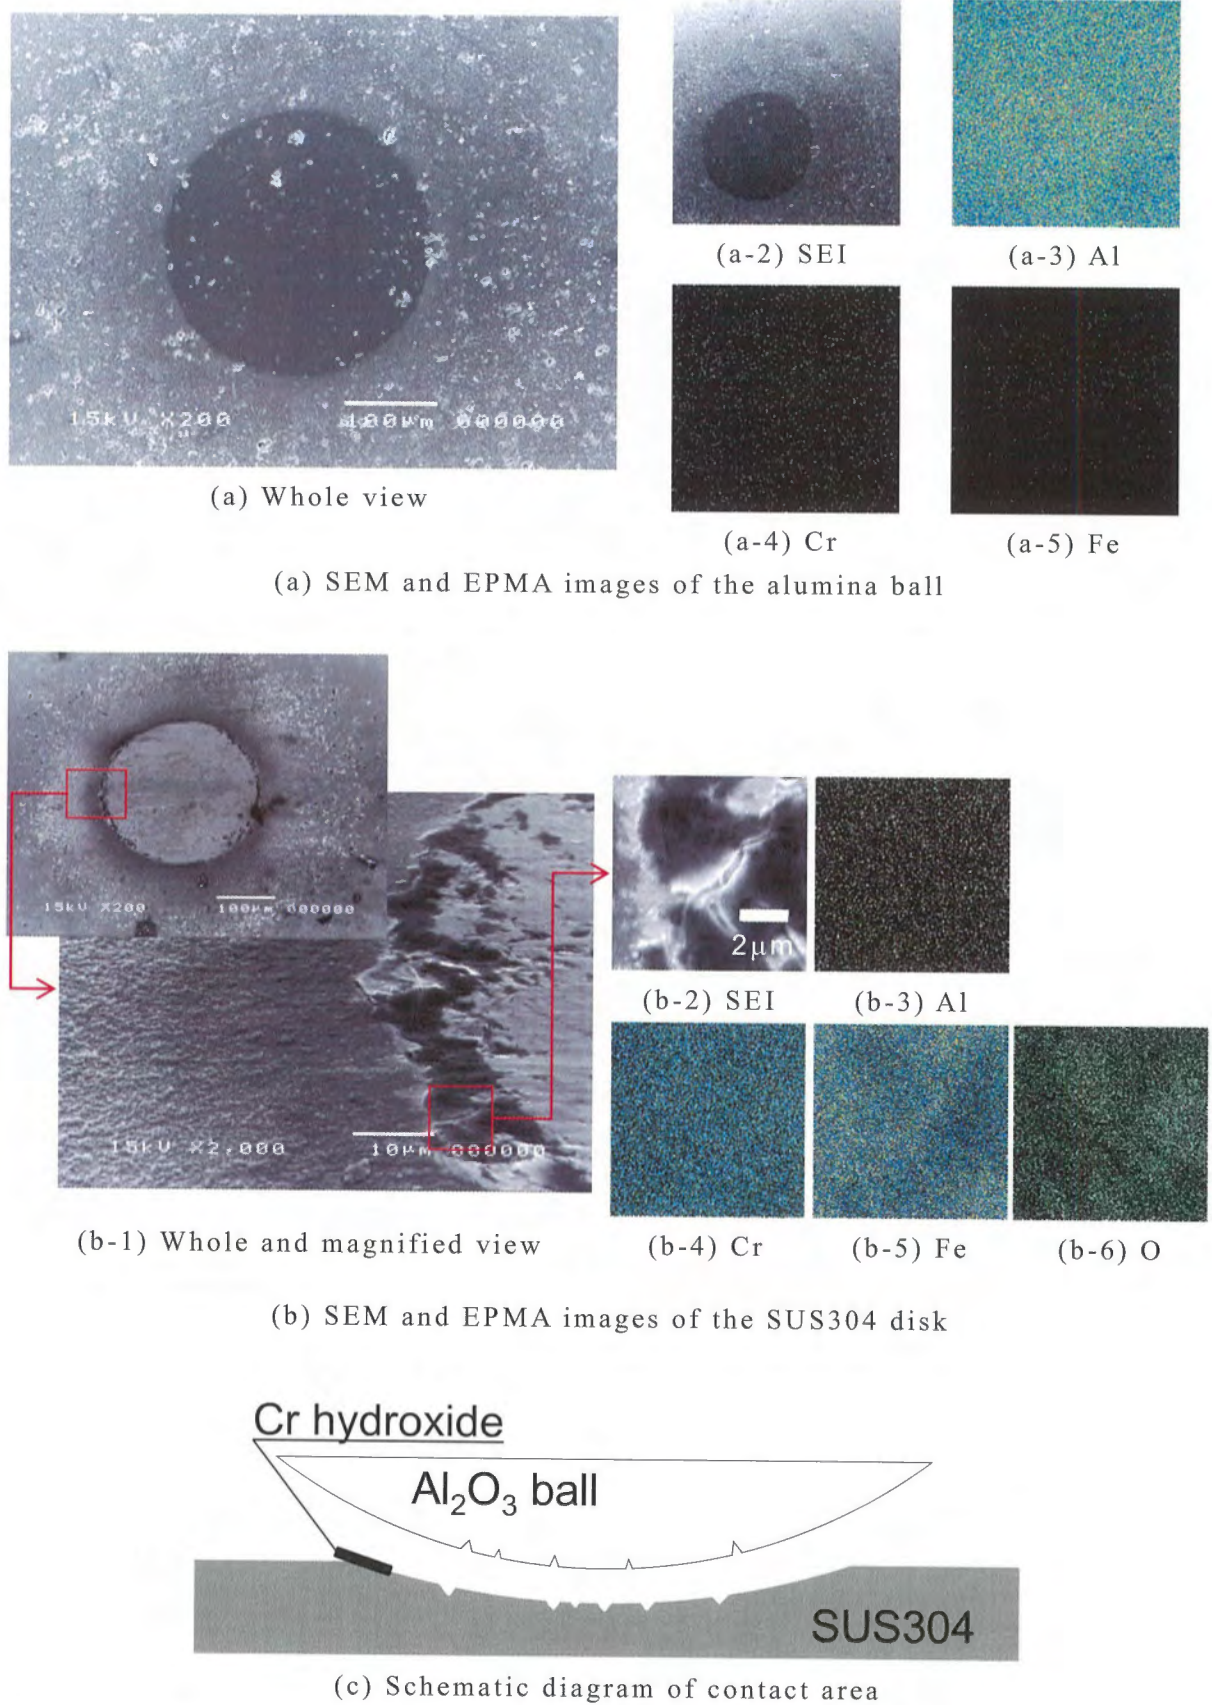 15kV X200 100μm 000000
(a) Whole view
(a-2) SEI
(a-3) Al
(a-4) Cr
(a-5) Fe
(a) SEM and EPMA images of the alumina ball
15kV X200 100μm 000000
15kV X2,000 10μm 000000
2μm
(b-1) Whole and magnified view
(b-2) SEI
(b-3) Al
(b-4) Cr
(b-5) Fe
(b-6) O
(b) SEM and EPMA images of the SUS304 disk
Cr hydroxide
Al₂O₃ ball
SUS304
(c) Schematic diagram of contact area